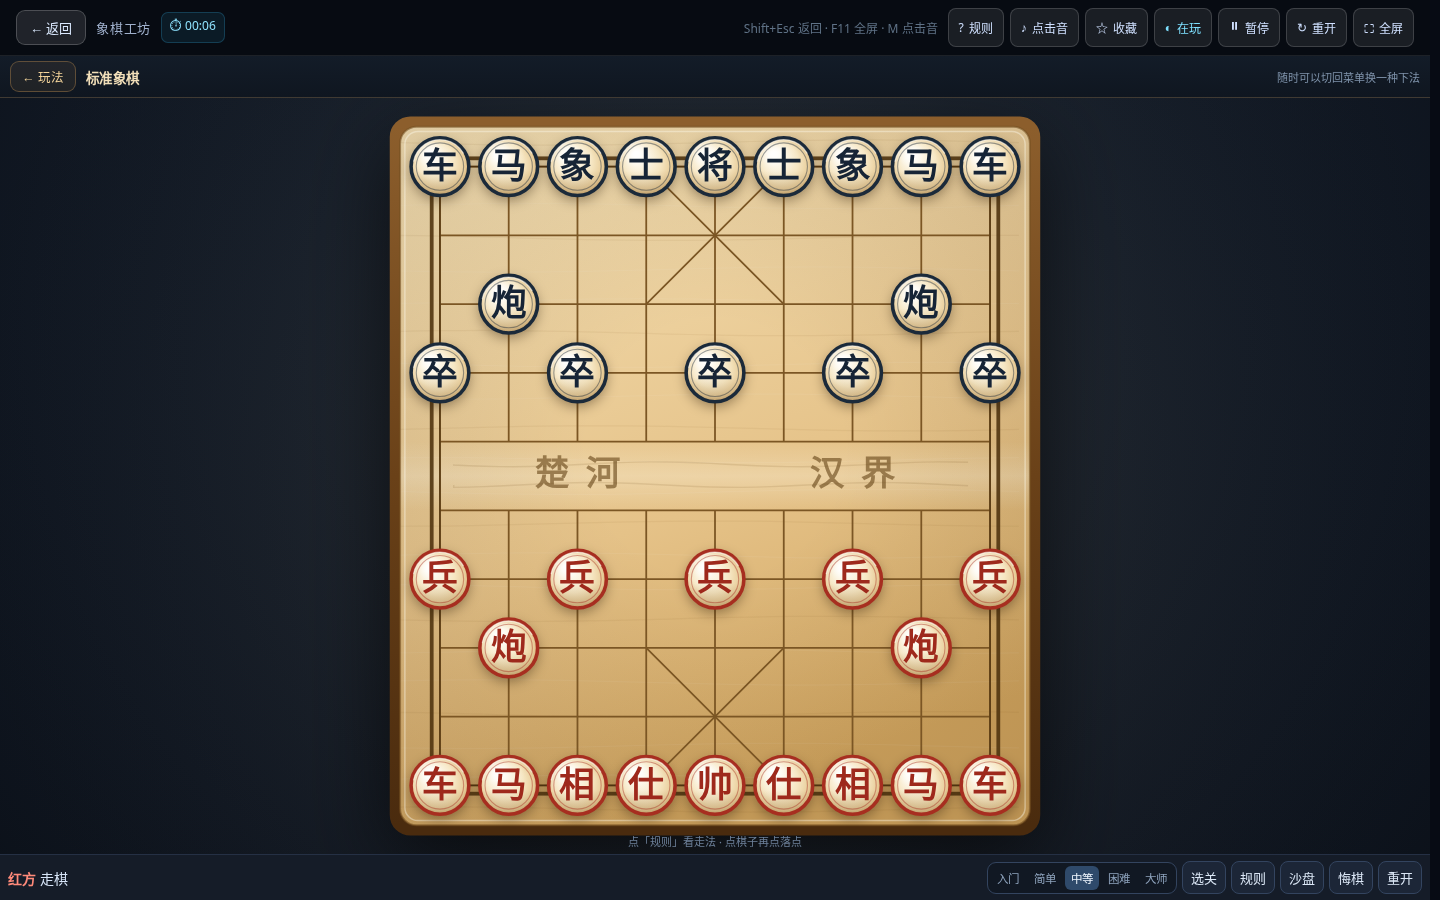 ← 返回 象棋工坊 ⏱ 00:06 Shift+Esc 返回 · F11 全屏 · M 点击音 ? 规则 ♪ 点击音 ☆ 收藏 在玩 ⏸ 暂停 ↻ 重开 ⛶ 全屏
← 玩法 标准象棋 随时可以切回菜单换一种下法
车 马 象 士 将 士 象 马 车
炮 炮
卒 卒 卒 卒 卒
楚河 汉界
兵 兵 兵 兵 兵
炮 炮
车 马 相 仕 帅 仕 相 马 车
点「规则」看走法 · 点棋子再点落点
红方 走棋 入门 简单 中等 困难 大师 选关 规则 沙盘 悔棋 重开